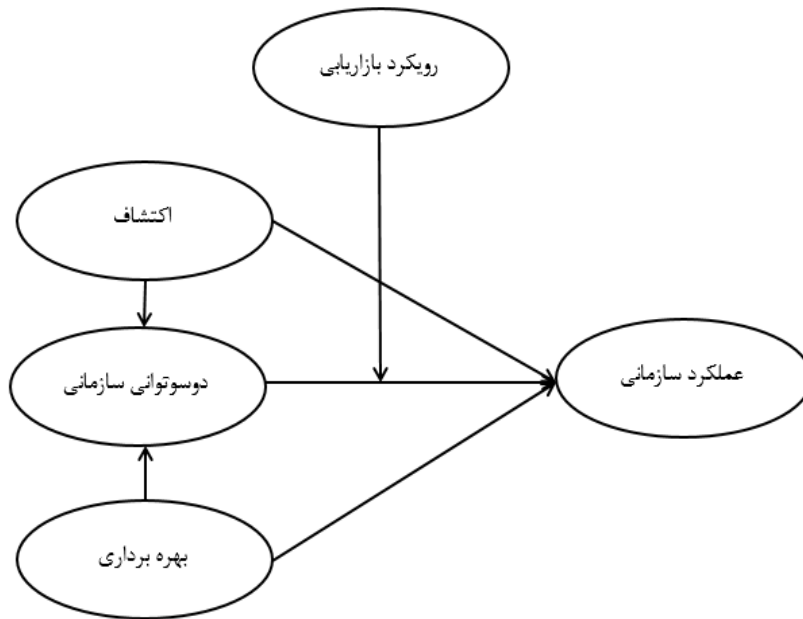 رویکرد بازاریابی
اکتشاف
دوسوتوانی سازمانی
عملکرد سازمانی
بهره برداری